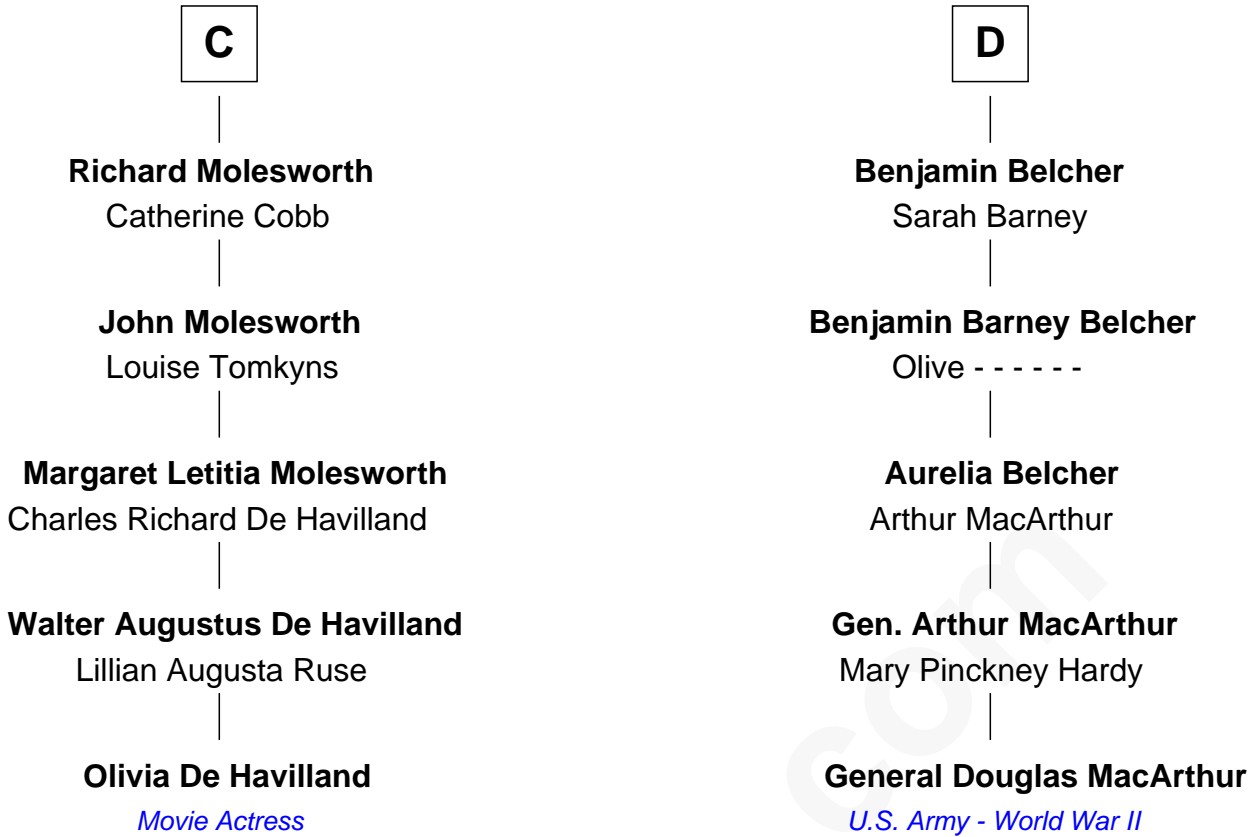 C
Richard Molesworth
Catherine Cobb
John Molesworth
Louise Tomkyns
Margaret Letitia Molesworth
Charles Richard De Havilland
Walter Augustus De Havilland
Lillian Augusta Ruse
Olivia De Havilland
Movie Actress
D
Benjamin Belcher
Sarah Barney
Benjamin Barney Belcher
Olive - - - - - -
Aurelia Belcher
Arthur MacArthur
Gen. Arthur MacArthur
Mary Pinckney Hardy
General Douglas MacArthur
U.S. Army - World War II
com